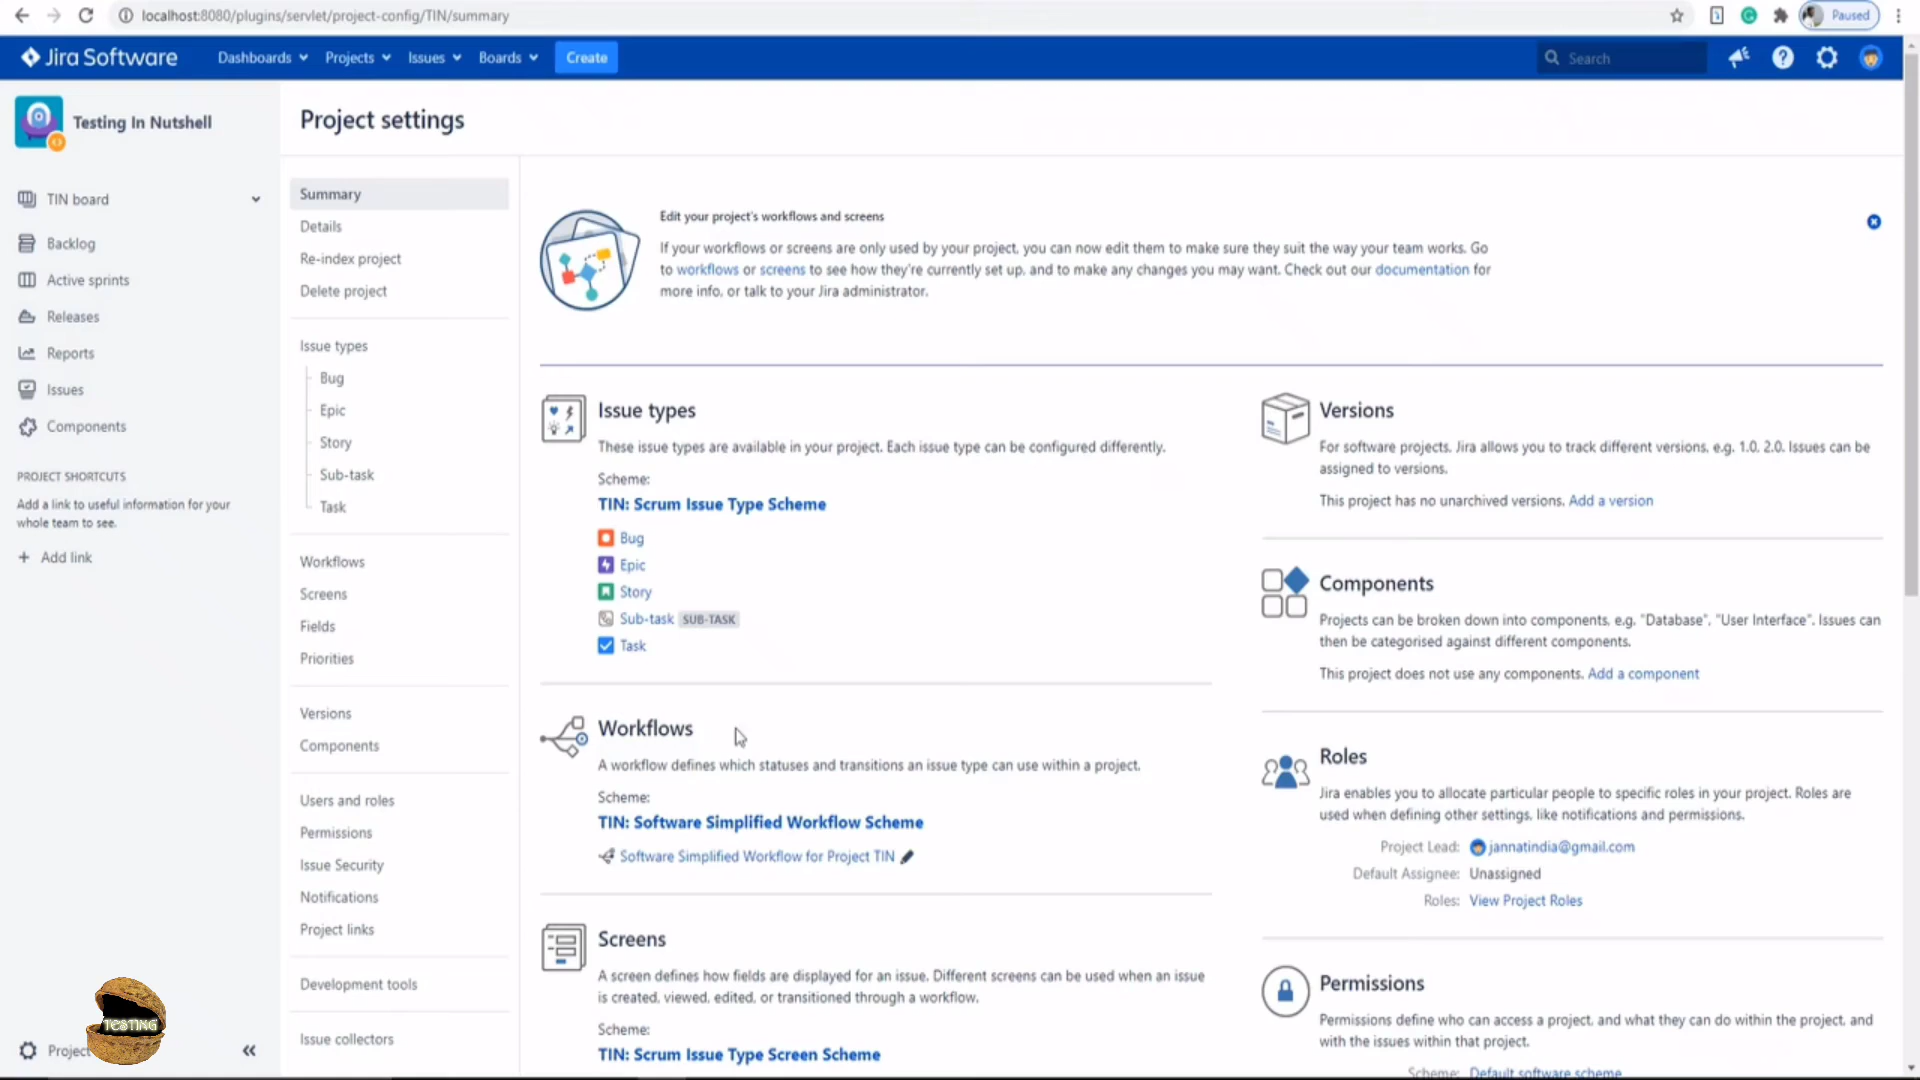 localhost:8080/plugins/servlet/project-config/TIN/summary
Paused
Jira Software
Dashboards
Projects
Issues
Boards
Create
Search
Testing In Nutshell
TIN board
Backlog
Active sprints
Releases
Reports
Issues
Components
PROJECT SHORTCUTS
Add a link to useful information for your
whole team to see.
+ Add link
TESTING
Project
Project settings
Summary
Details
Re-index project
Delete project
Issue types
Bug
Epic
Story
Sub-task
Task
Workflows
Screens
Fields
Priorities
Versions
Components
Users and roles
Permissions
Issue Security
Notifications
Project links
Development tools
Issue collectors
Edit your project's workflows and screens
If your workflows or screens are only used by your project, you can now edit them to make sure they suit the way your team works. Go
to workflows or screens to see how they're currently set up, and to make any changes you may want. Check out our documentation for
more info, or talk to your Jira administrator.
Issue types
These issue types are available in your project. Each issue type can be configured differently.
Scheme:
TIN: Scrum Issue Type Scheme
Bug
Epic
Story
Sub-task SUB-TASK
Task
Workflows
A workflow defines which statuses and transitions an issue type can use within a project.
Scheme:
TIN: Software Simplified Workflow Scheme
Software Simplified Workflow for Project TIN
Screens
A screen defines how fields are displayed for an issue. Different screens can be used when an issue
is created, viewed, edited, or transitioned through a workflow.
Scheme:
TIN: Scrum Issue Type Screen Scheme
Versions
For software projects, Jira allows you to track different versions, e.g. 1.0, 2.0. Issues can be
assigned to versions.
This project has no unarchived versions. Add a version
Components
Projects can be broken down into components, e.g. "Database", "User Interface". Issues can
then be categorised against different components.
This project does not use any components. Add a component
Roles
Jira enables you to allocate particular people to specific roles in your project. Roles are
used when defining other settings, like notifications and permissions.
Project Lead: jannatindia@gmail.com
Default Assignee: Unassigned
Roles: View Project Roles
Permissions
Permissions define who can access a project, and what they can do within the project, and
with the issues within that project.
Scheme: Default software scheme